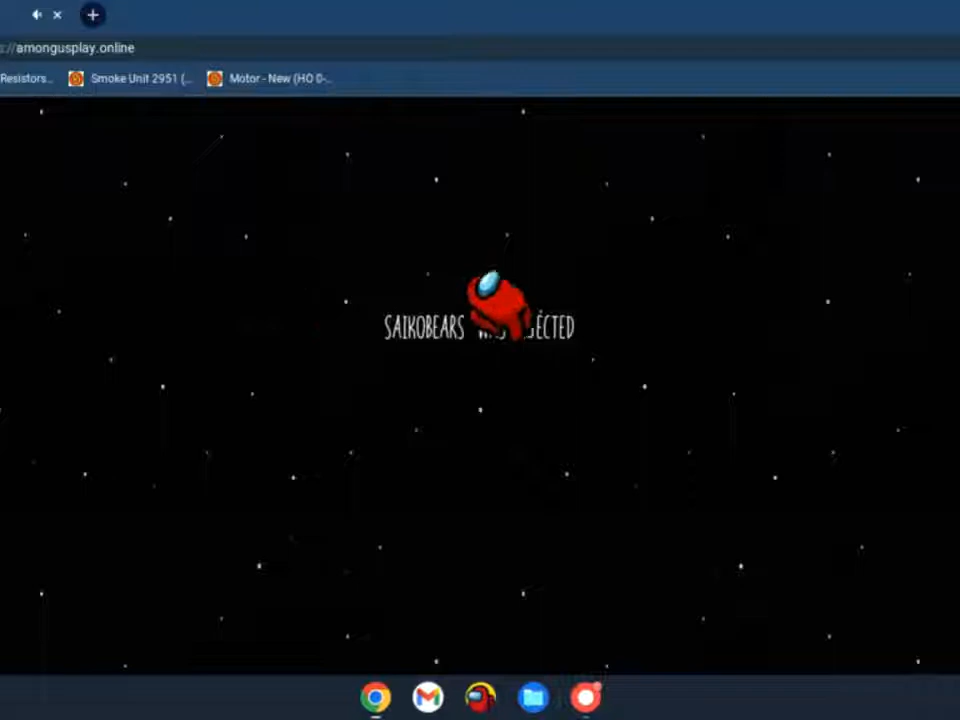 ://amongusplay.online
Resistors...
Smoke Unit 2951 (...
Motor - New (HO 0-...
SAIKOBEARS